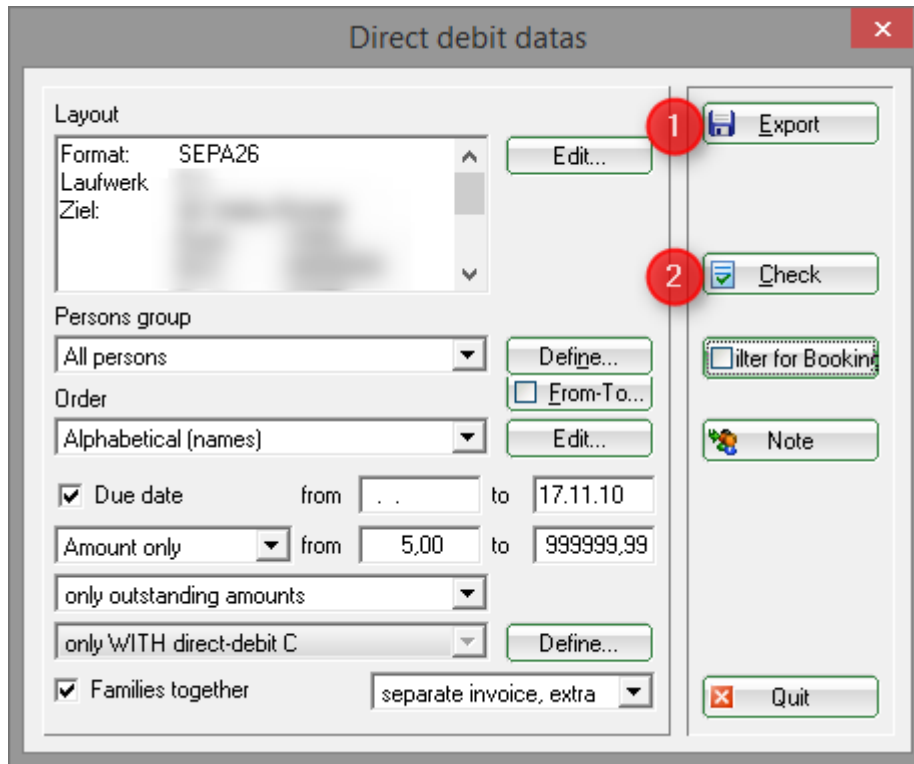 Direct debit datas
Layout
Format: SEPA26
Laufwerk
Ziel:
Edit...
Persons group
All persons
Define...
From-To...
Order
Alphabetical (names)
Edit...
Due date from . . to 17.11.10
Amount only from 5,00 to 999999,99
only outstanding amounts
only WITH direct-debit C
Define...
Families together separate invoice, extra
1 Export
2 Check
ilter for Booking
Note
Quit